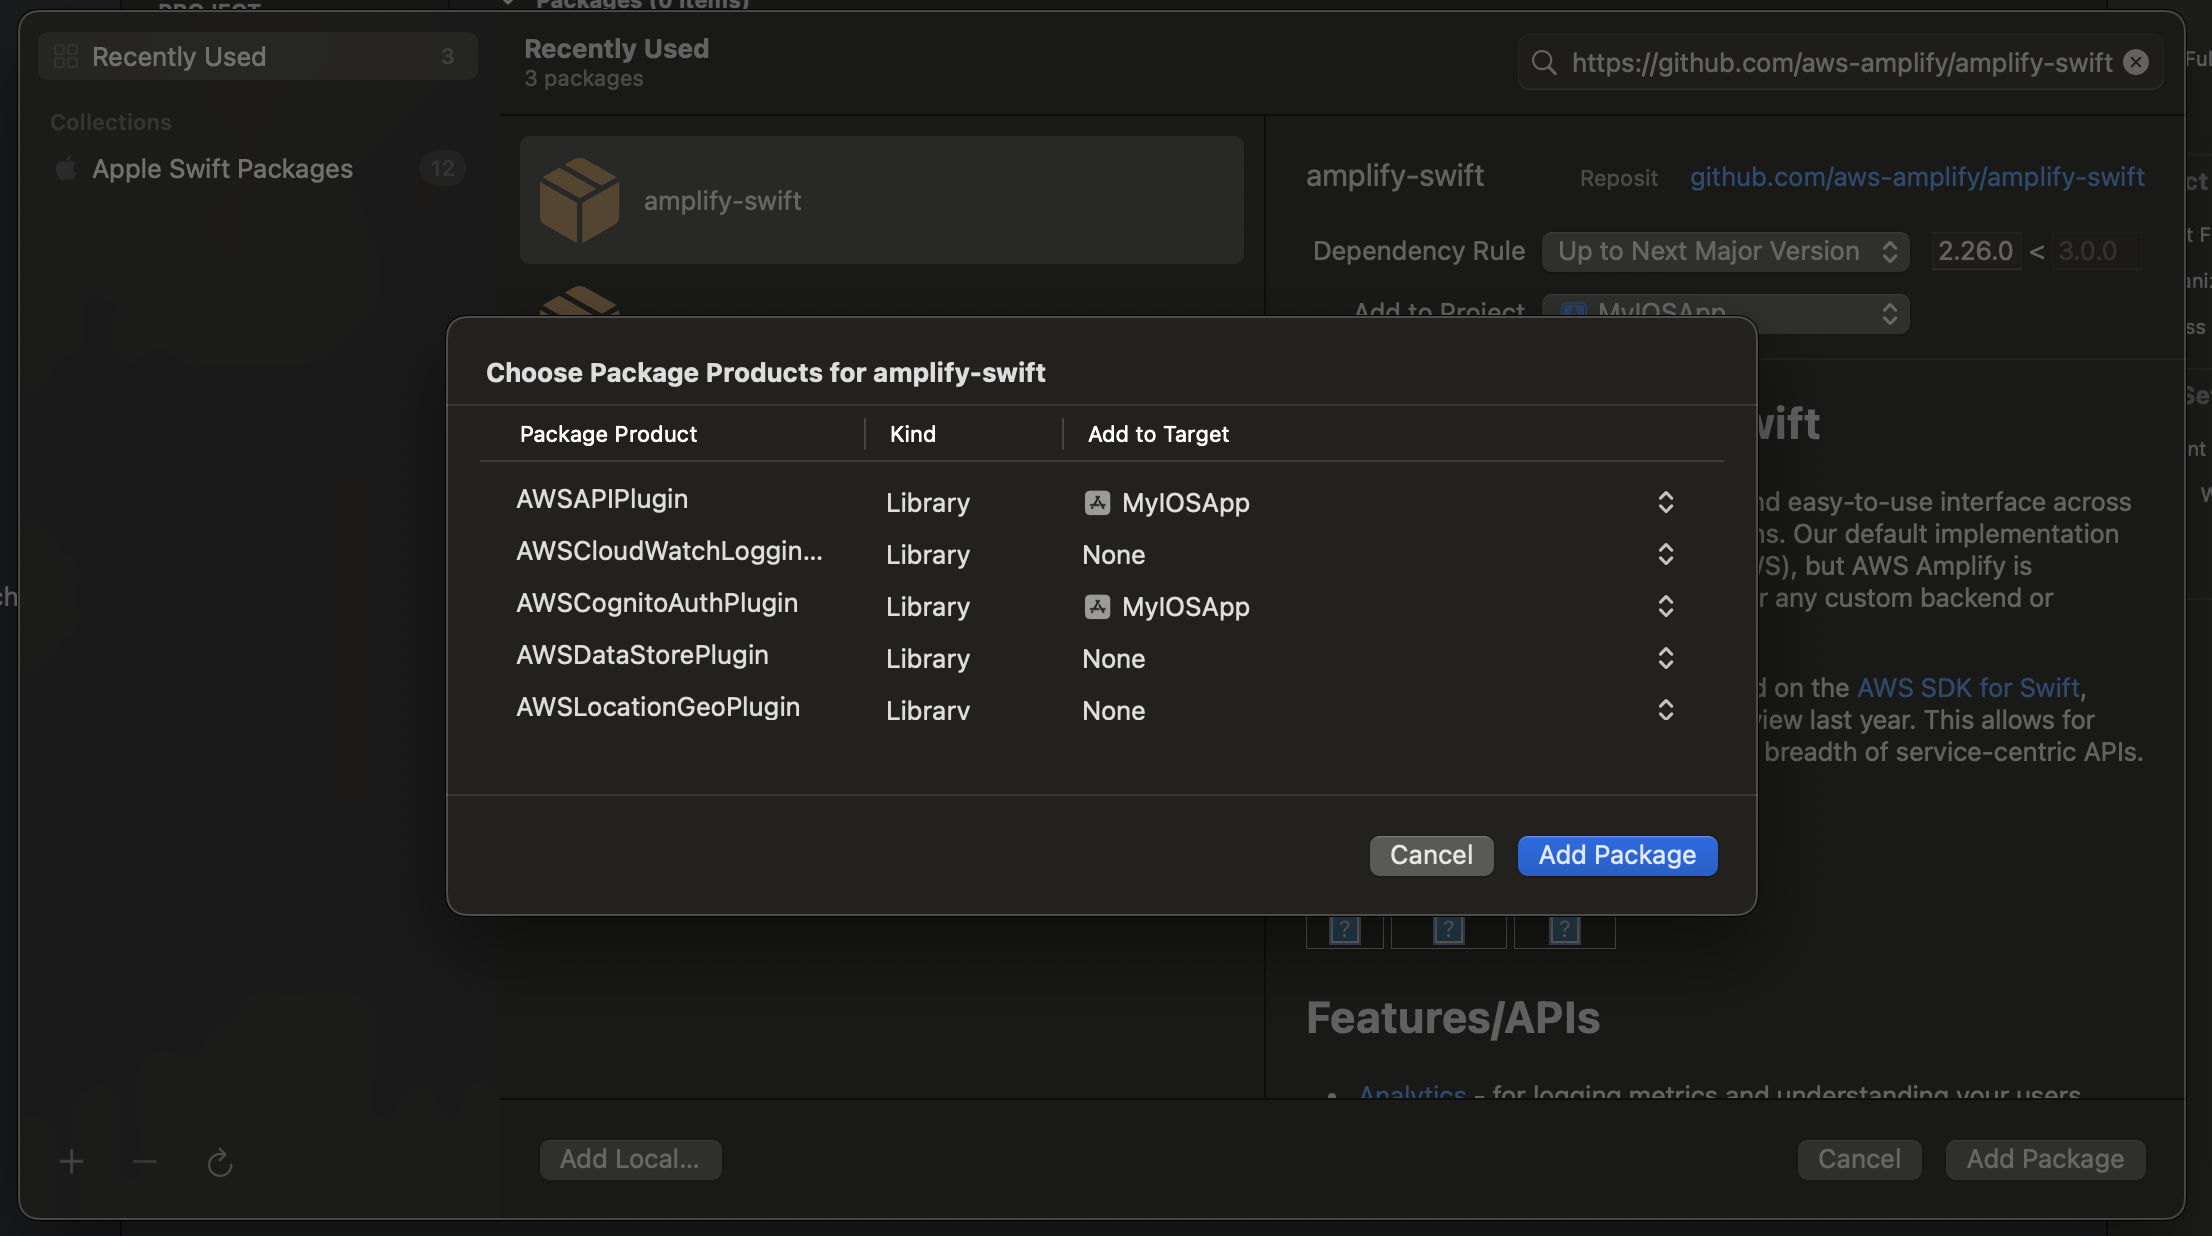 PROJECT
Packages (0 items)
Recently Used 3
Collections
Apple Swift Packages 12
Recently Used
3 packages
https://github.com/aws-amplify/amplify-swift
amplify-swift
amplify-swift
Reposit github.com/aws-amplify/amplify-swift
Dependency Rule Up to Next Major Version 2.26.0 < 3.0.0
Add to Project MyIOSApp
Choose Package Products for amplify-swift
Package Product Kind Add to Target
AWSAPIPlugin Library MyIOSApp
AWSCloudWatchLoggin... Library None
AWSCognitoAuthPlugin Library MyIOSApp
AWSDataStorePlugin Library None
AWSLocationGeoPlugin Library None
Cancel Add Package
easy-to-use interface across
Our default implementation
but AWS Amplify is
any custom backend or
on the AWS SDK for Swift,
last year. This allows for
breadth of service-centric APIs.
Features/APIs
• Analytics - for logging metrics and understanding your users
Add Local...
Cancel Add Package